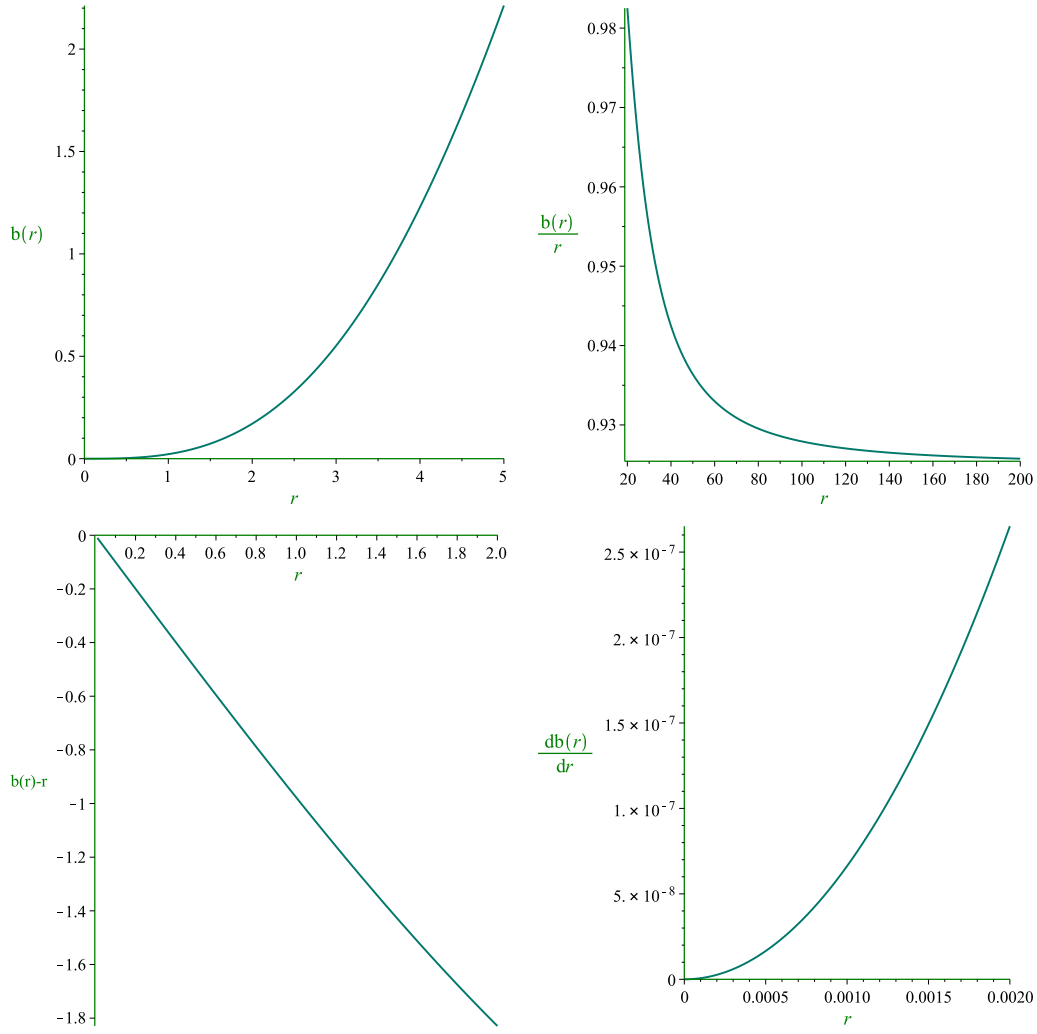 2
1.5
b(r)
1
0.5
0
0 1 2 3 4 5
r
0.98
0.97
0.96
b(r)
r
0.95
0.94
0.93
20 40 60 80 100 120 140 160 180 200
r
0
0.2 0.4 0.6 0.8 1.0 1.2 1.4 1.6 1.8 2.0
r
−0.2
−0.4
−0.6
−0.8
b(r)-r
−1
−1.2
−1.4
−1.6
−1.8
2.5 × 10⁻⁷
2. × 10⁻⁷
1.5 × 10⁻⁷
db(r)
dr
1. × 10⁻⁷
5. × 10⁻⁸
0
0 0.0005 0.0010 0.0015 0.0020
r